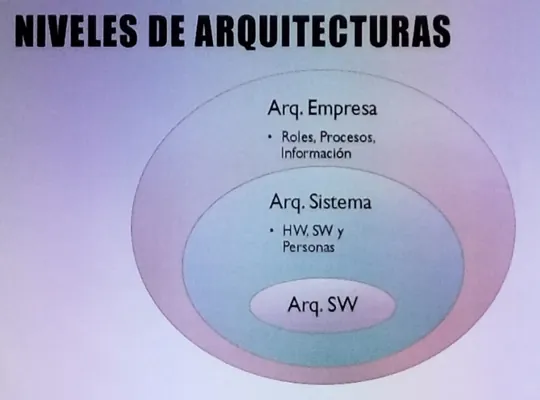 NIVELES DE ARQUITECTURAS
Arq. Empresa
• Roles, Procesos,
Información
Arq. Sistema
• HW, SW y
Personas
Arq. SW